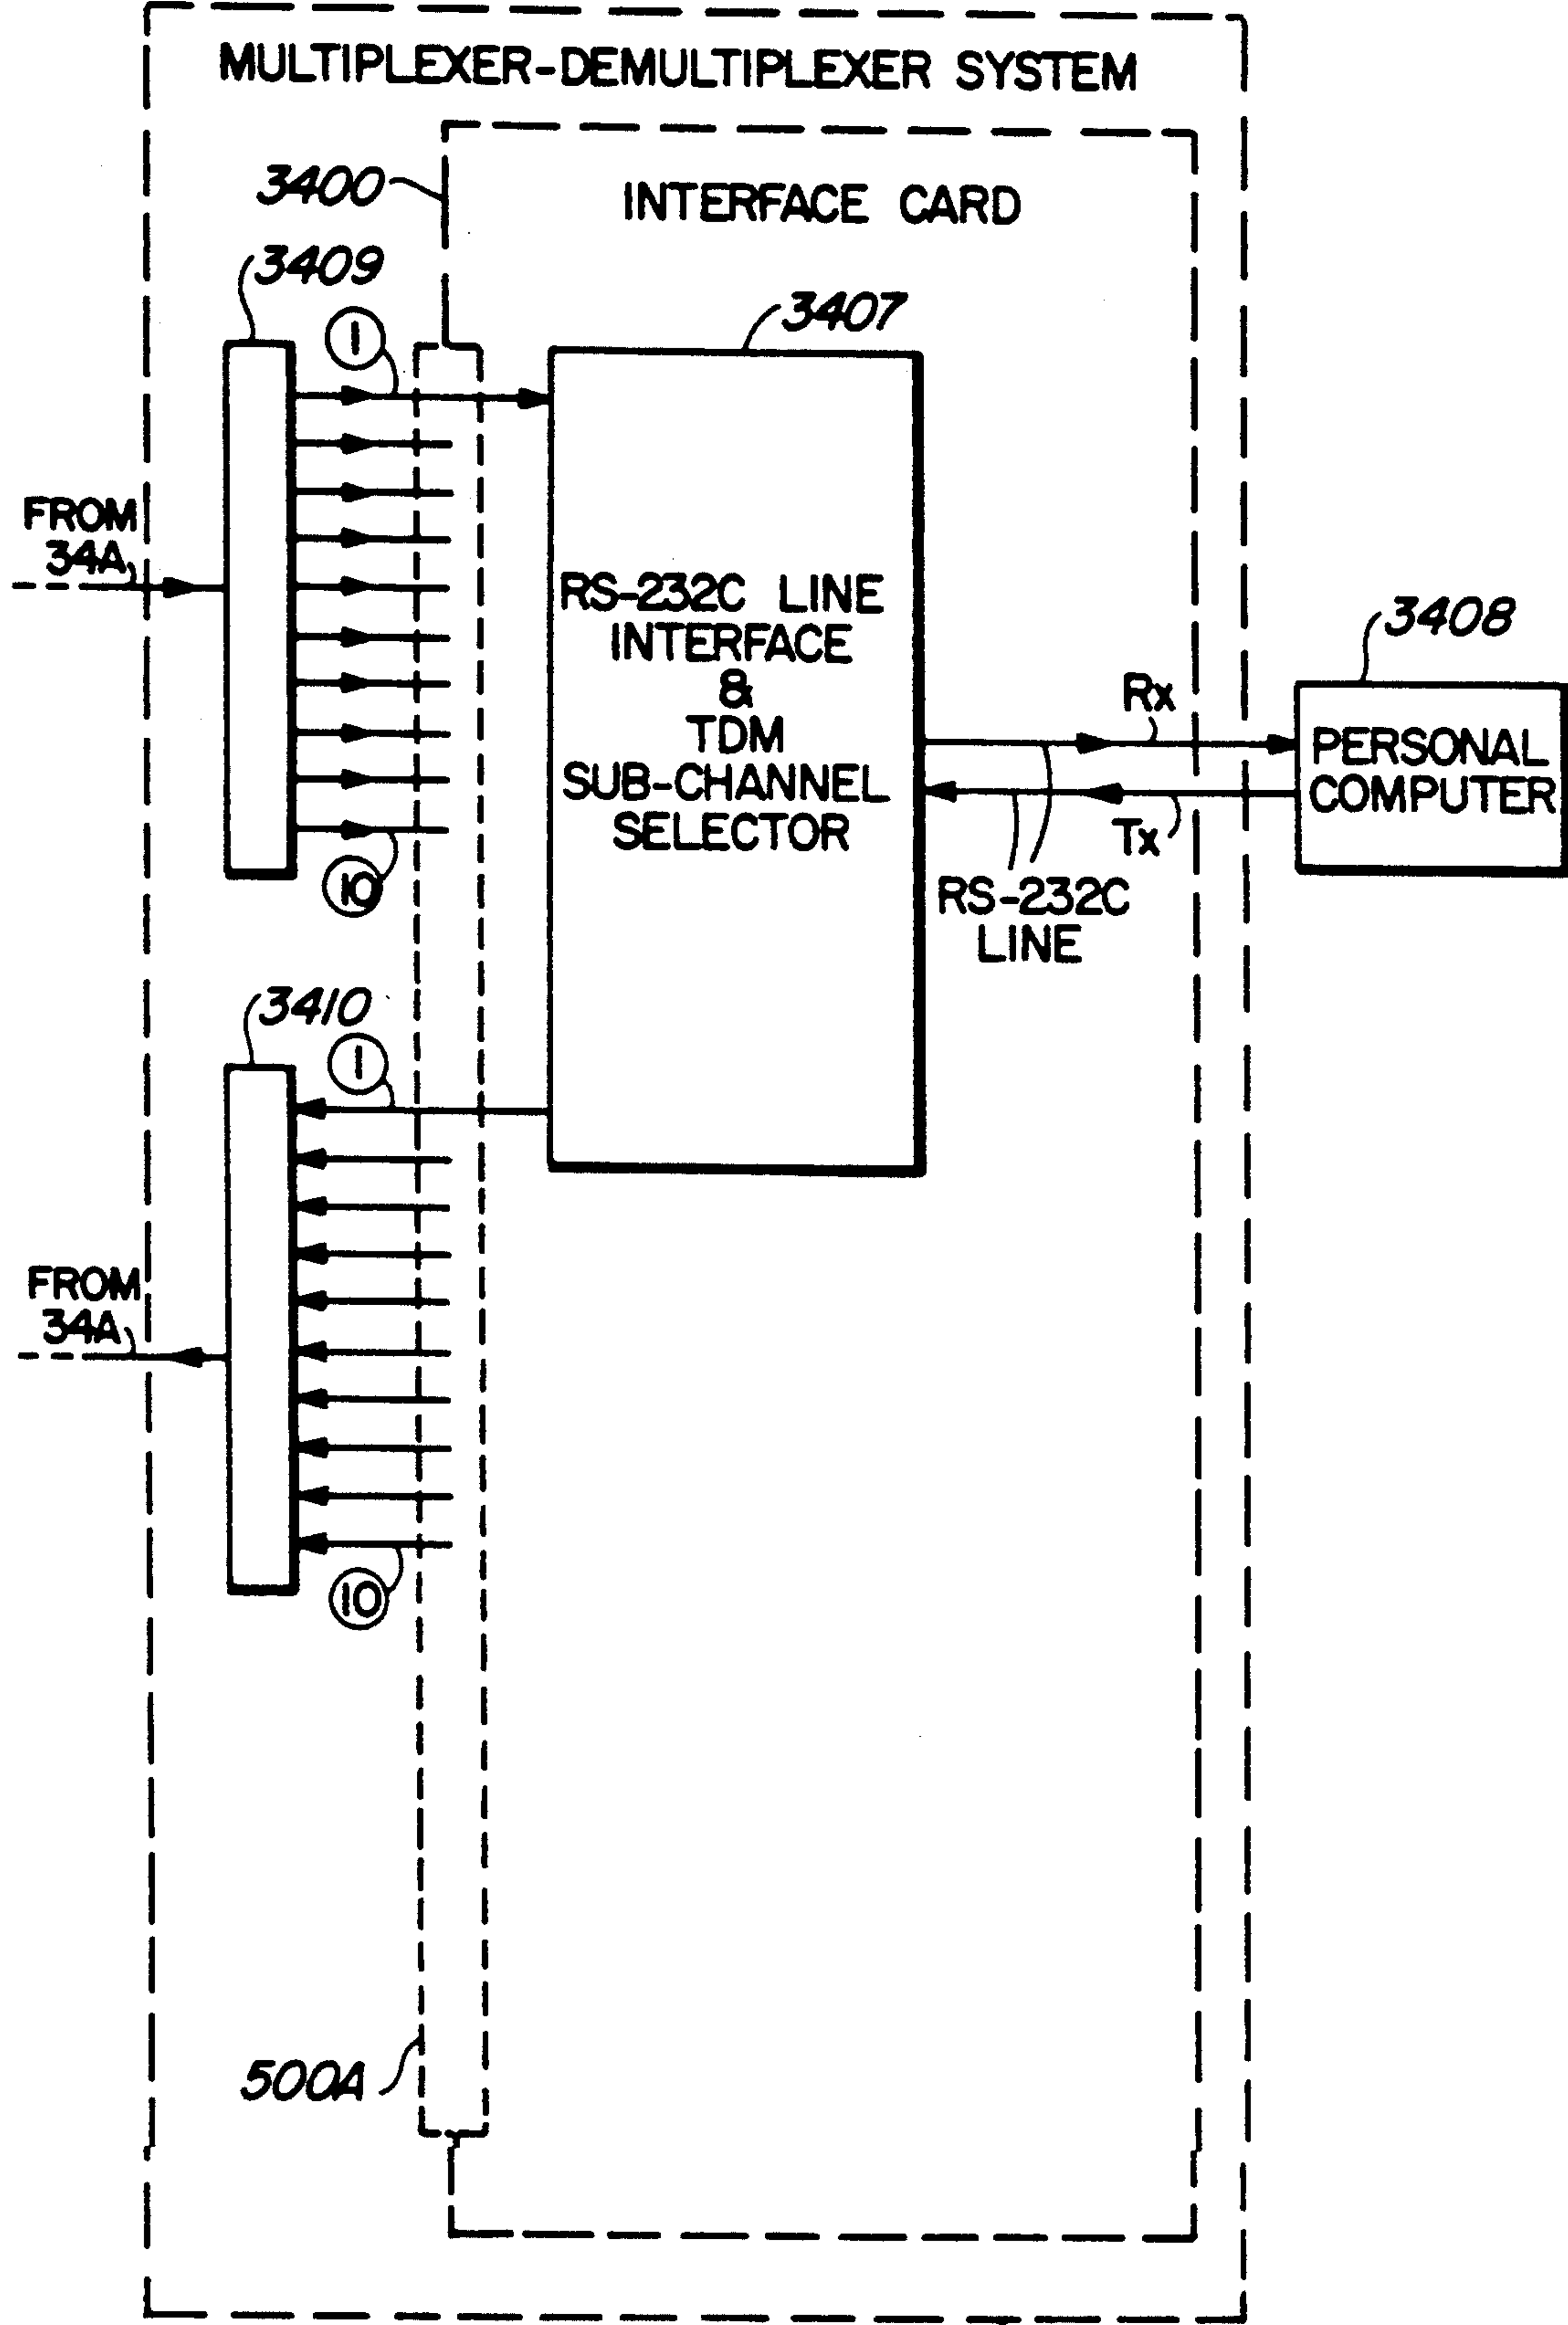 MULTIPLEXER-DEMULTIPLEXER SYSTEM
3400
INTERFACE CARD
3409
3407
1
FROM
34A
RS-232C LINE
INTERFACE
&
TDM
SUB-CHANNEL
SELECTOR
3408
Rx
PERSONAL
COMPUTER
Tx
10
RS-232C
LINE
3410
1
FROM
34A
10
500A